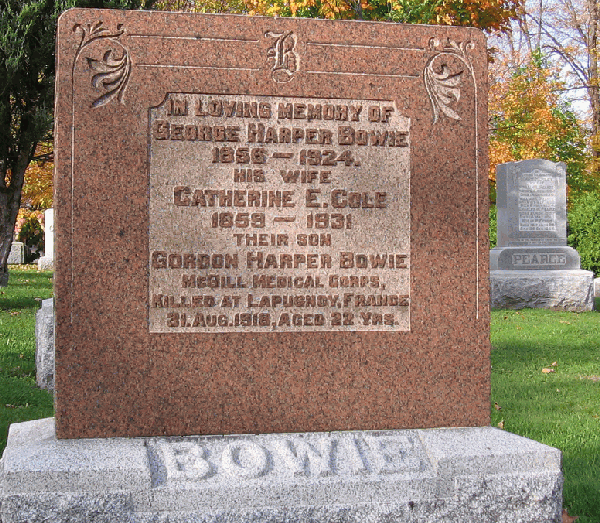 B
IN LOVING MEMORY OF
GEORGE HARPER BOWIE
1856 – 1924.
HIS WIFE
CATHERINE E. COLE
1859 – 1931
THEIR SON
GORDON HARPER BOWIE
MCGILL MEDICAL CORPS,
KILLED AT LAPUGNOY, FRANCE
31, AUG. 1918, AGED 22 YRS.
BOWIE
PEARCE